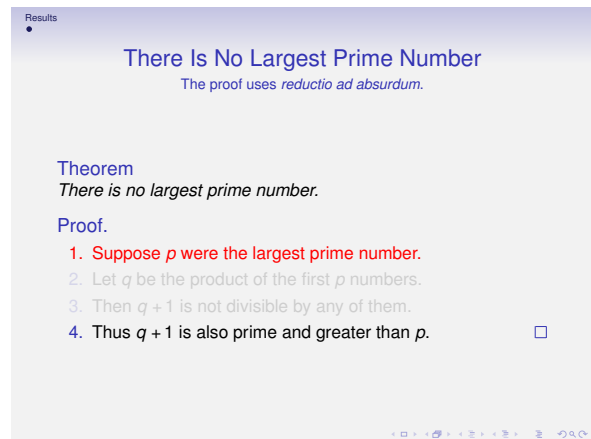 Results
There Is No Largest Prime Number
The proof uses reductio ad absurdum.
Theorem
There is no largest prime number.
Proof.
1. Suppose p were the largest prime number.
2. Let q be the product of the first p numbers.
3. Then q + 1 is not divisible by any of them.
4. Thus q + 1 is also prime and greater than p.